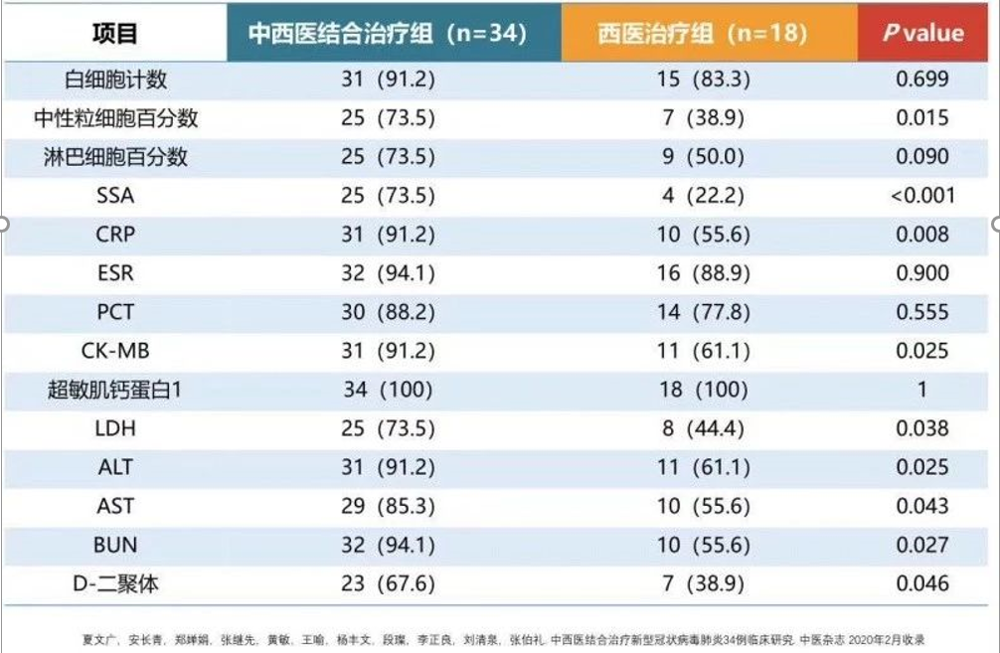 项目 中西医结合治疗组（n=34） 西医治疗组（n=18） P value
白细胞计数 31（91.2） 15（83.3） 0.699
中性粒细胞百分数 25（73.5） 7（38.9） 0.015
淋巴细胞百分数 25（73.5） 9（50.0） 0.090
SSA 25（73.5） 4（22.2） <0.001
CRP 31（91.2） 10（55.6） 0.008
ESR 32（94.1） 16（88.9） 0.900
PCT 30（88.2） 14（77.8） 0.555
CK-MB 31（91.2） 11（61.1） 0.025
超敏肌钙蛋白1 34（100） 18（100） 1
LDH 25（73.5） 8（44.4） 0.038
ALT 31（91.2） 11（61.1） 0.025
AST 29（85.3） 10（55.6） 0.043
BUN 32（94.1） 10（55.6） 0.027
D-二聚体 23（67.6） 7（38.9） 0.046
夏文广，安长青，郑婵娟，张继先，黄敏，王喻，杨丰文，段璨，李正良，刘清泉，张伯礼. 中西医结合治疗新型冠状病毒肺炎34例临床研究. 中医杂志 2020年2月收录